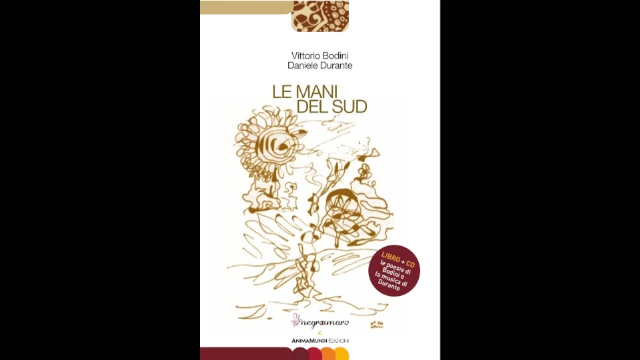 Vittorio Bodini
Daniele Durante
LE MANI
DEL SUD
LIBRO + CD
le poesie di
Bodini e
la musica di
Durante
negroamaro
ANIMAMUNDI EDIZIONI